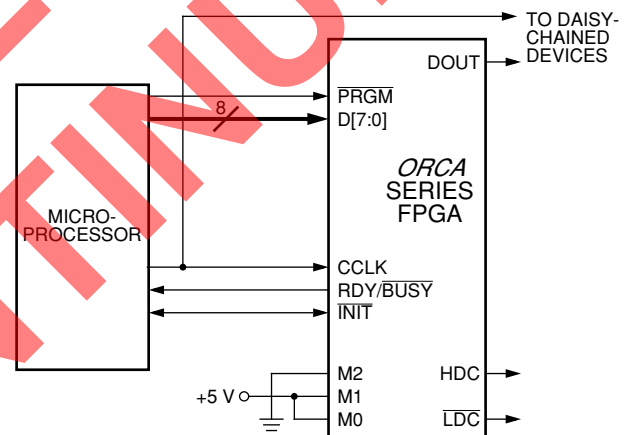 TO DAISY-
CHAINED
DEVICES
DOUT
PRGM
D[7:0]
8
ORCA
SERIES
FPGA
MICRO-
PROCESSOR
CCLK
RDY/BUSY
INIT
M2
HDC
+5 V
M1
M0
LDC